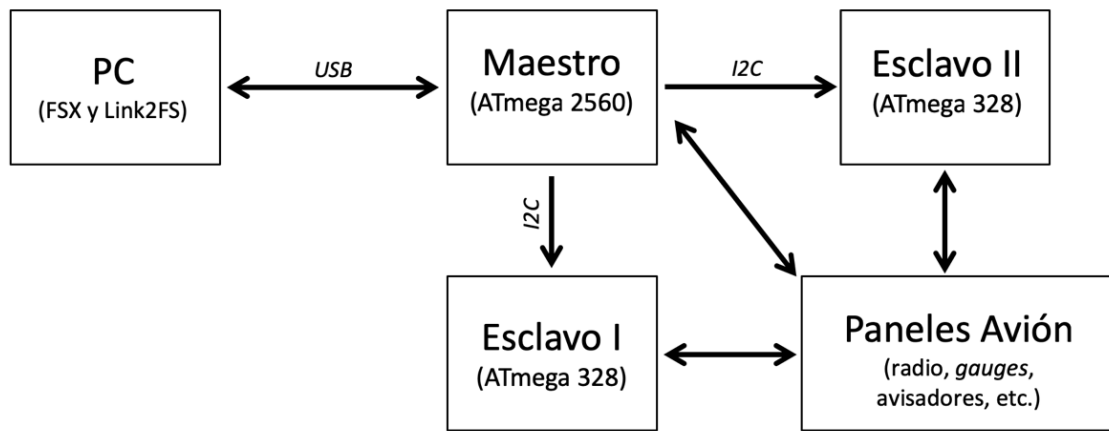 PC
(FSX y Link2FS)
USB
Maestro
(ATmega 2560)
I2C
Esclavo II
(ATmega 328)
I2C
Esclavo I
(ATmega 328)
Paneles Avión
(radio, gauges,
avisadores, etc.)